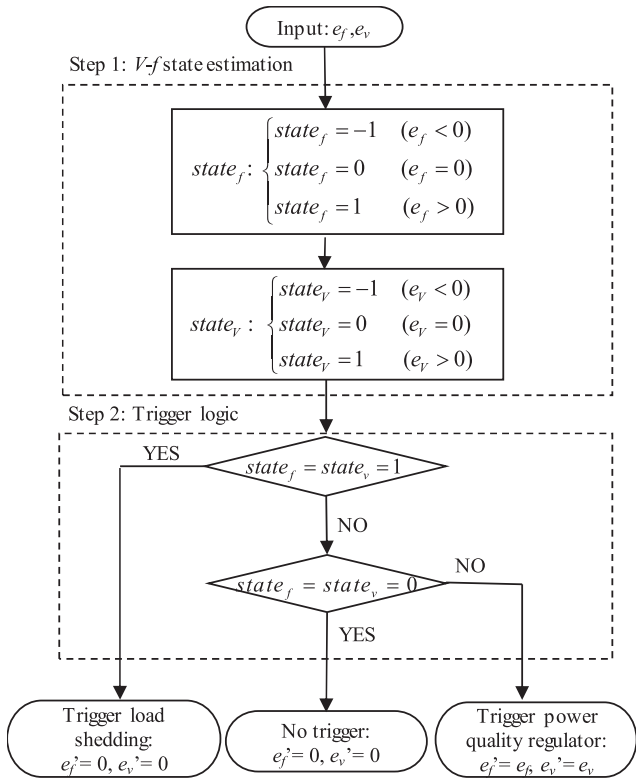 Input: e_f, e_v
Step 1: V-f state estimation
state_f = −1 (e_f < 0)
state_f: { state_f = 0 (e_f = 0)
state_f = 1 (e_f > 0)
state_V = −1 (e_V < 0)
state_V: { state_V = 0 (e_V = 0)
state_V = 1 (e_V > 0)
Step 2: Trigger logic
YES
state_f = state_v = 1
NO
NO
state_f = state_v = 0
YES
Trigger load
shedding:
e_f’= 0, e_v’= 0
No trigger:
e_f’= 0, e_v’= 0
Trigger power
quality regulator:
e_f’= e_f, e_v’= e_v